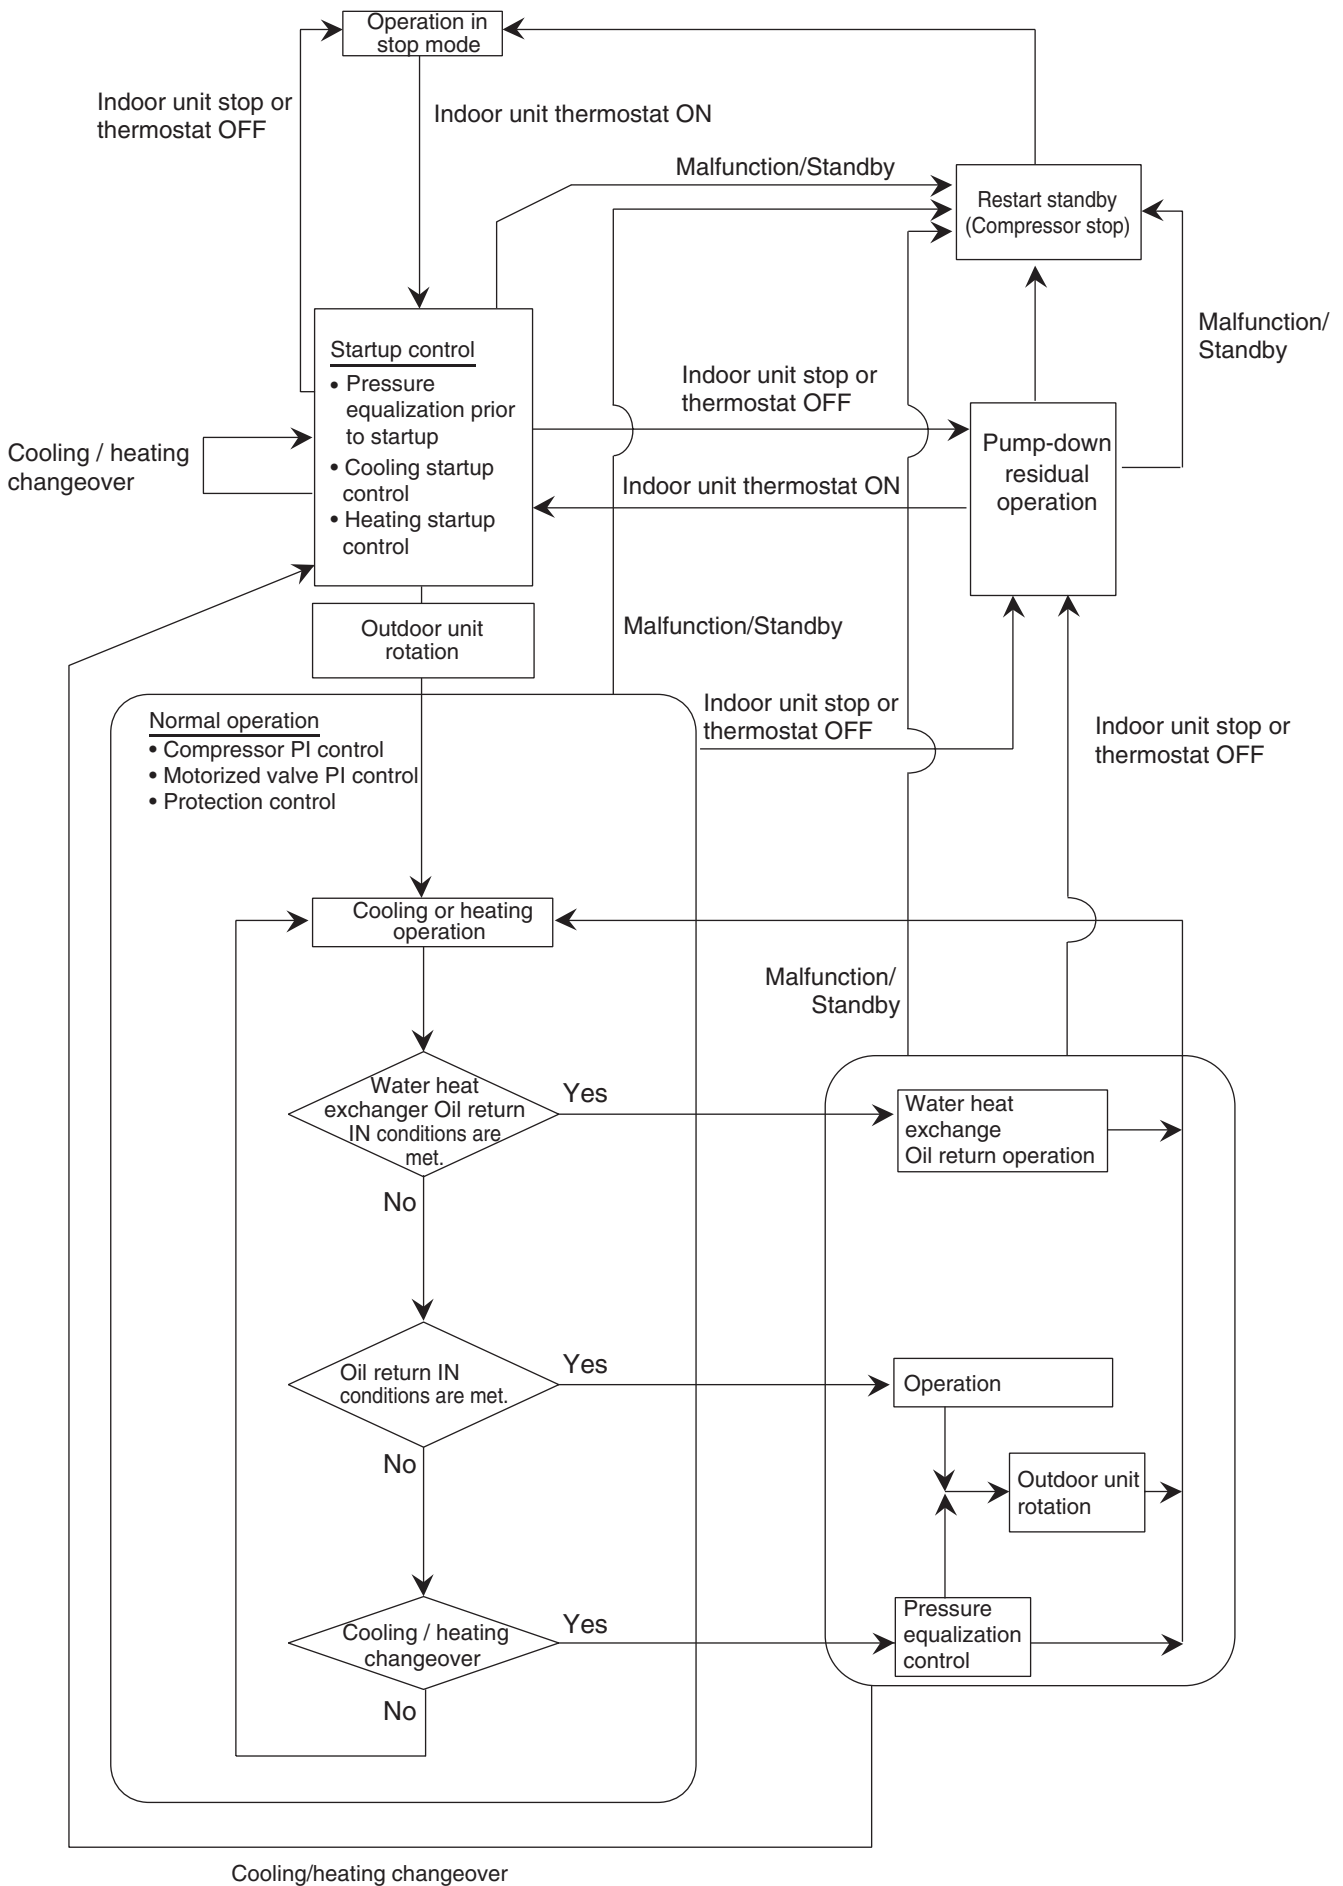 Operation in
stop mode
Indoor unit stop or
thermostat OFF
Indoor unit thermostat ON
Malfunction/Standby
Restart standby
(Compressor stop)
Malfunction/
Standby
Startup control
• Pressure
equalization prior
to startup
• Cooling startup
control
• Heating startup
control
Indoor unit stop or
thermostat OFF
Cooling / heating
changeover
Pump-down
residual
operation
Indoor unit thermostat ON
Outdoor unit
rotation
Malfunction/Standby
Indoor unit stop or
thermostat OFF
Indoor unit stop or
thermostat OFF
Normal operation
• Compressor PI control
• Motorized valve PI control
• Protection control
Cooling or heating
operation
Malfunction/
Standby
Water heat
exchanger Oil return
IN conditions are
met.
Yes
Water heat
exchange
Oil return operation
No
Oil return IN
conditions are met.
Yes
Operation
No
Outdoor unit
rotation
Cooling / heating
changeover
Yes
Pressure
equalization
control
No
Cooling/heating changeover